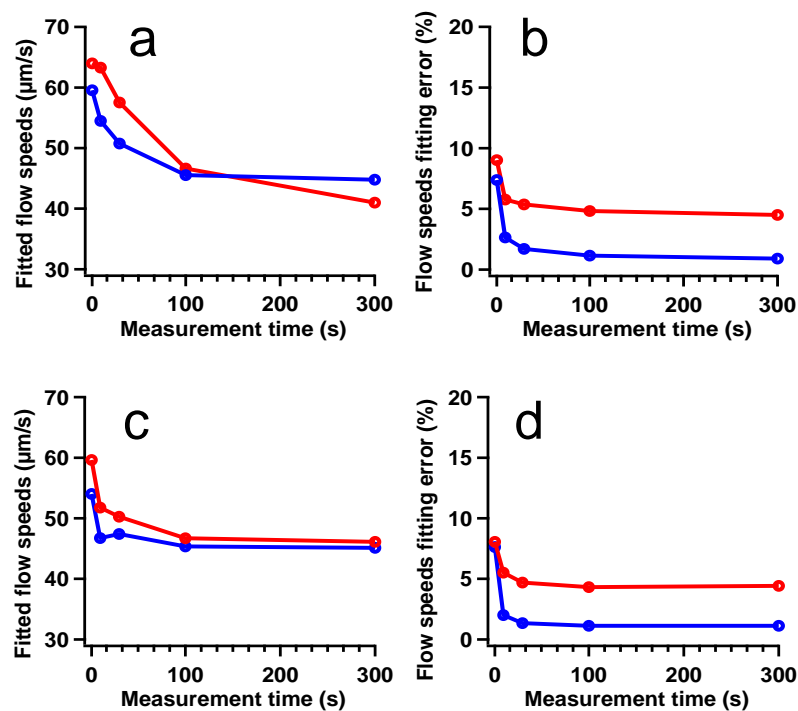 a
Fitted flow speeds (μm/s)
70
60
50
40
30
0 100 200 300
Measurement time (s)
b
Flow speeds fitting error (%)
20
15
10
5
0
0 100 200 300
Measurement time (s)
c
Fitted flow speeds (μm/s)
70
60
50
40
30
0 100 200 300
Measurement time (s)
d
Flow speeds fitting error (%)
20
15
10
5
0
0 100 200 300
Measurement time (s)